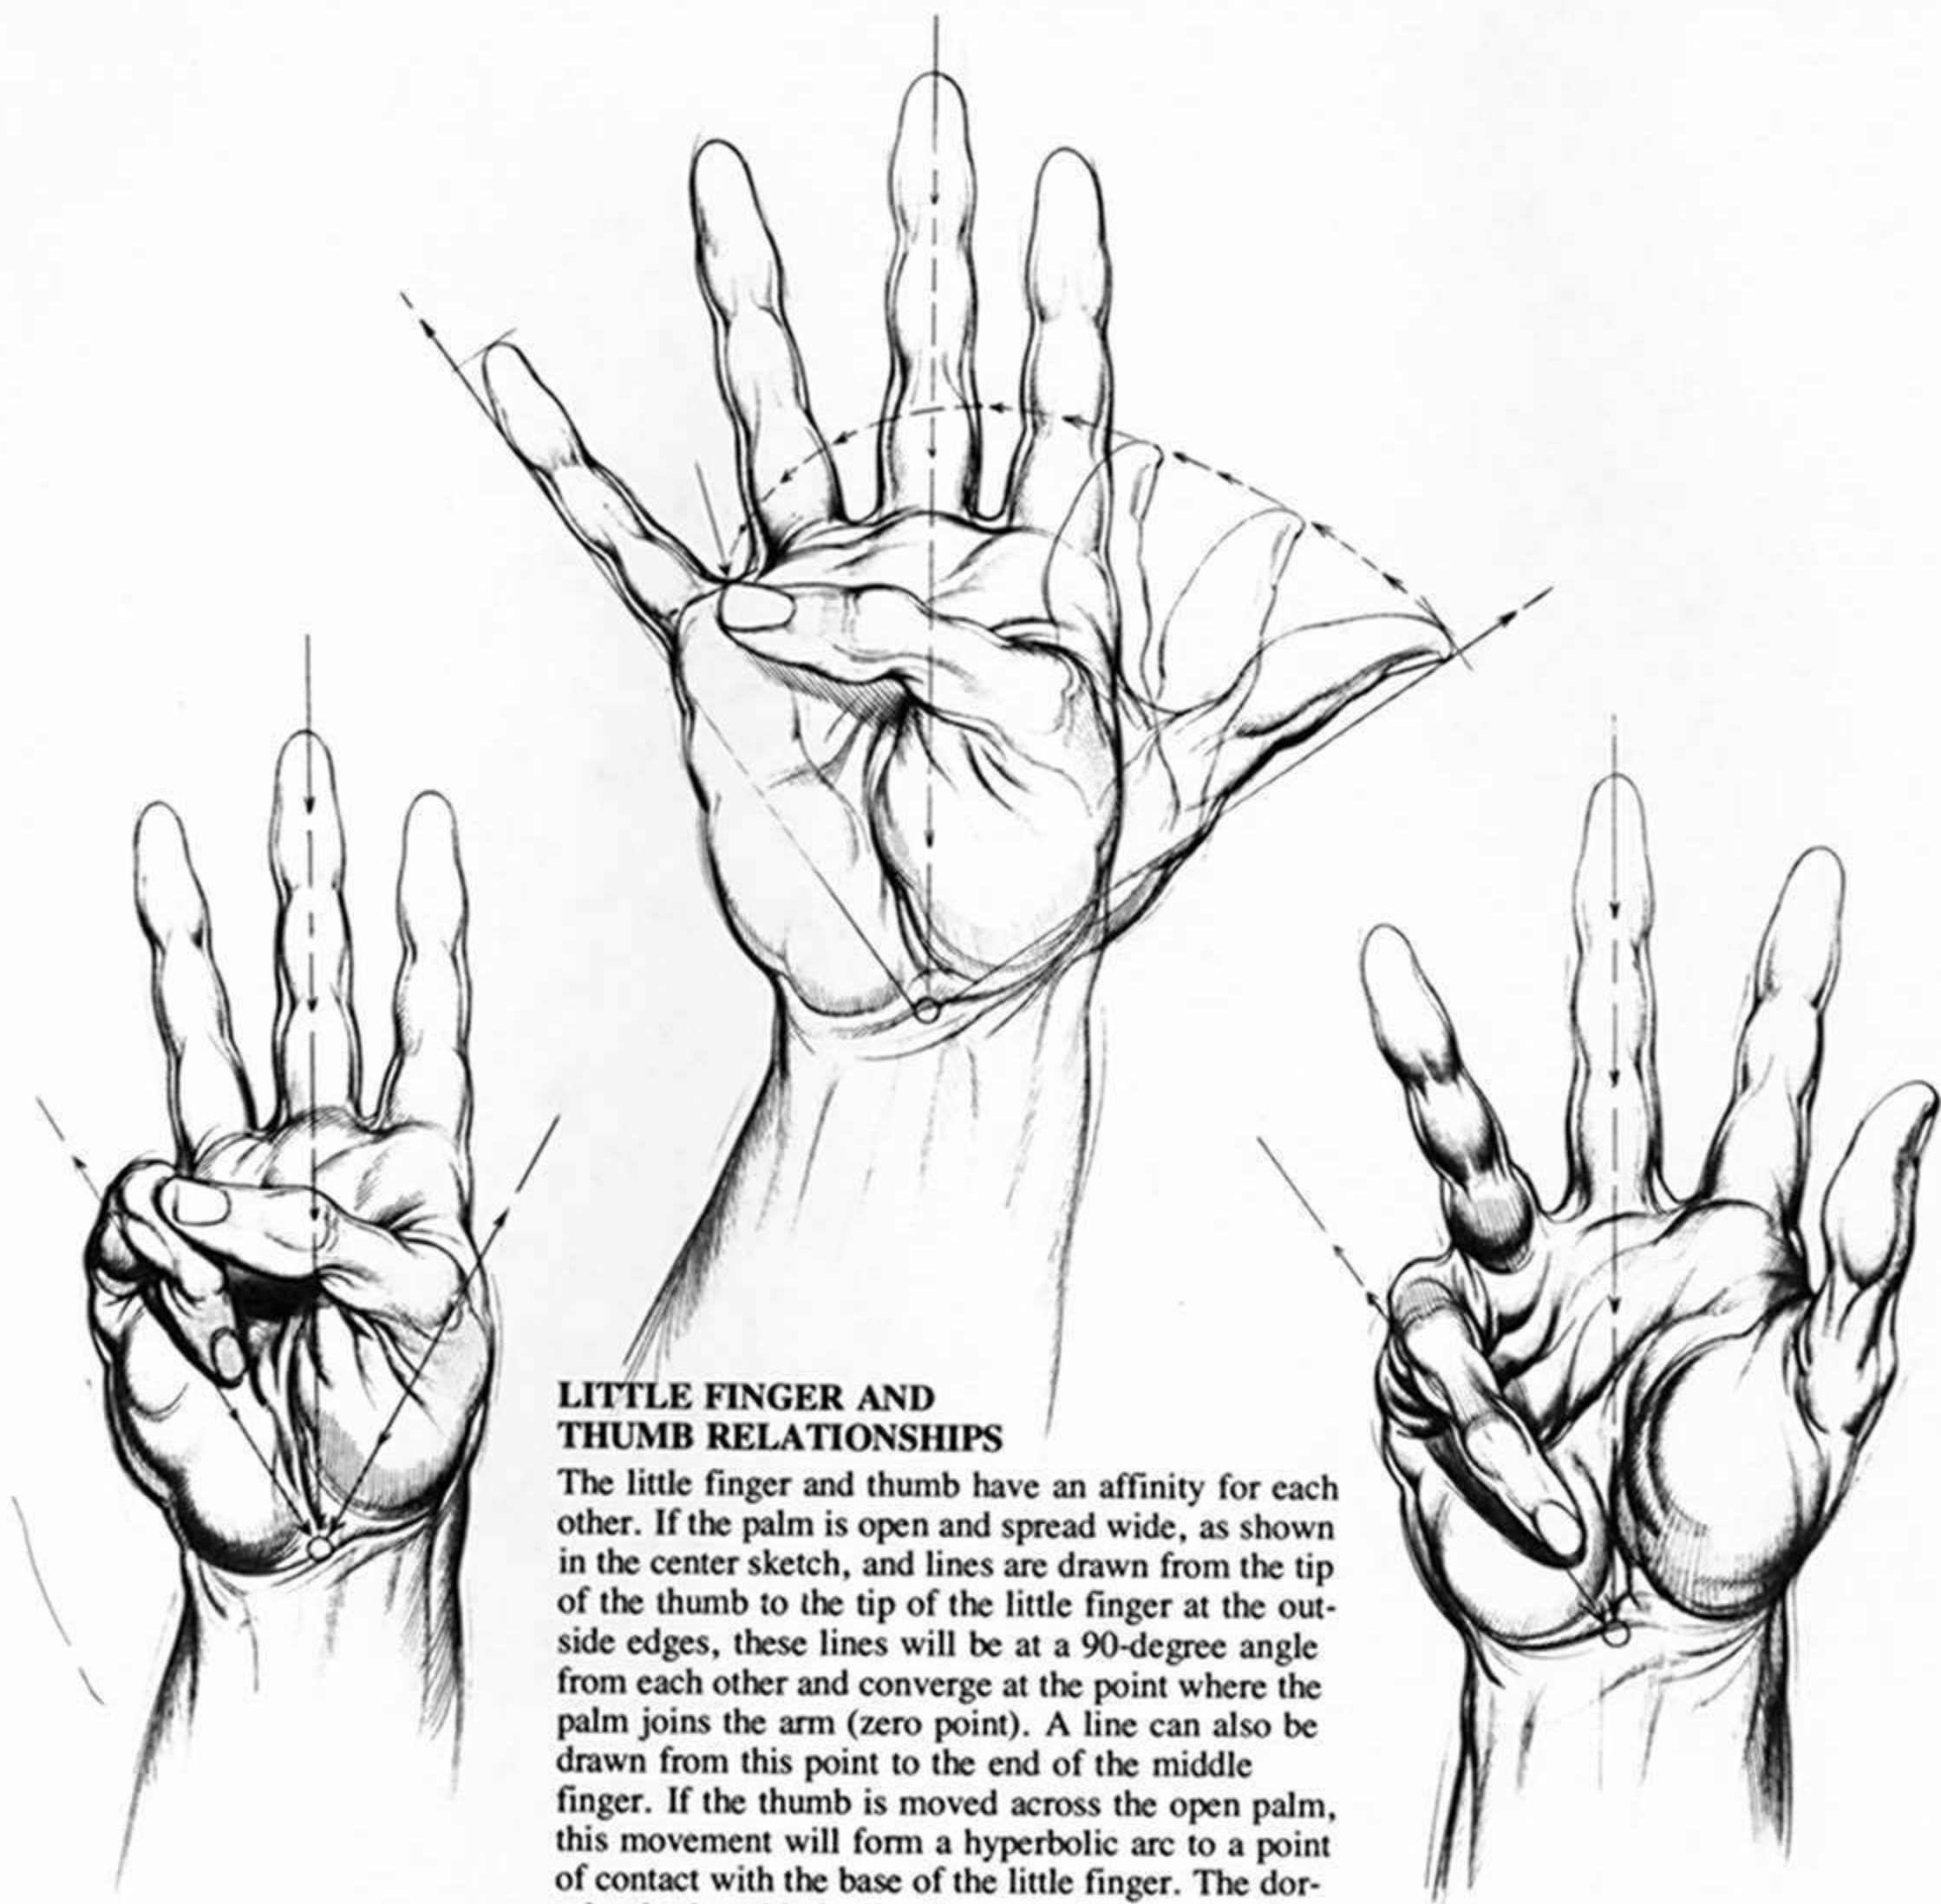 LITTLE FINGER AND
THUMB RELATIONSHIPS
The little finger and thumb have an affinity for each
other. If the palm is open and spread wide, as shown
in the center sketch, and lines are drawn from the tip
of the thumb to the tip of the little finger at the out-
side edges, these lines will be at a 90-degree angle
from each other and converge at the point where the
palm joins the arm (zero point). A line can also be
drawn from this point to the end of the middle
finger. If the thumb is moved across the open palm,
this movement will form a hyperbolic arc to a point
of contact with the base of the little finger. The dor-